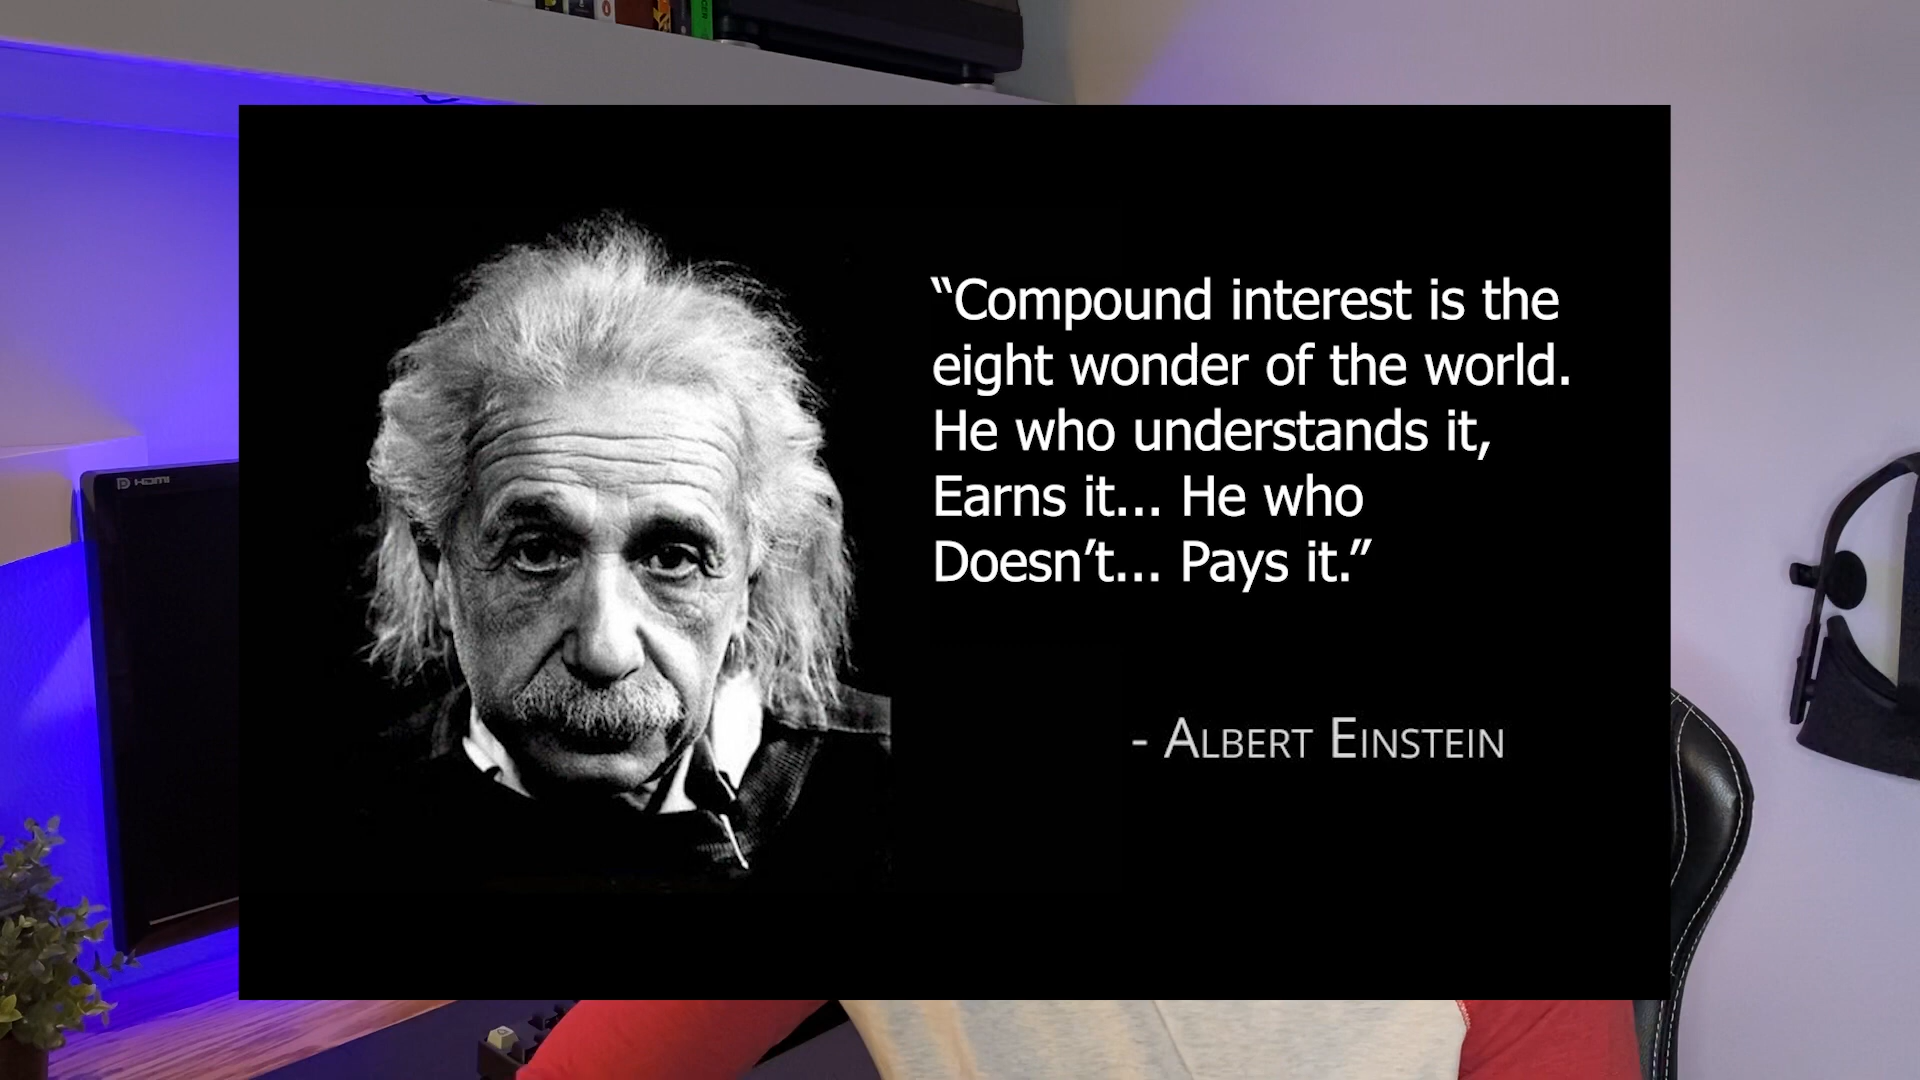 HDMI
“Compound interest is the
eight wonder of the world.
He who understands it,
Earns it... He who
Doesn’t... Pays it.”
- ALBERT EINSTEIN